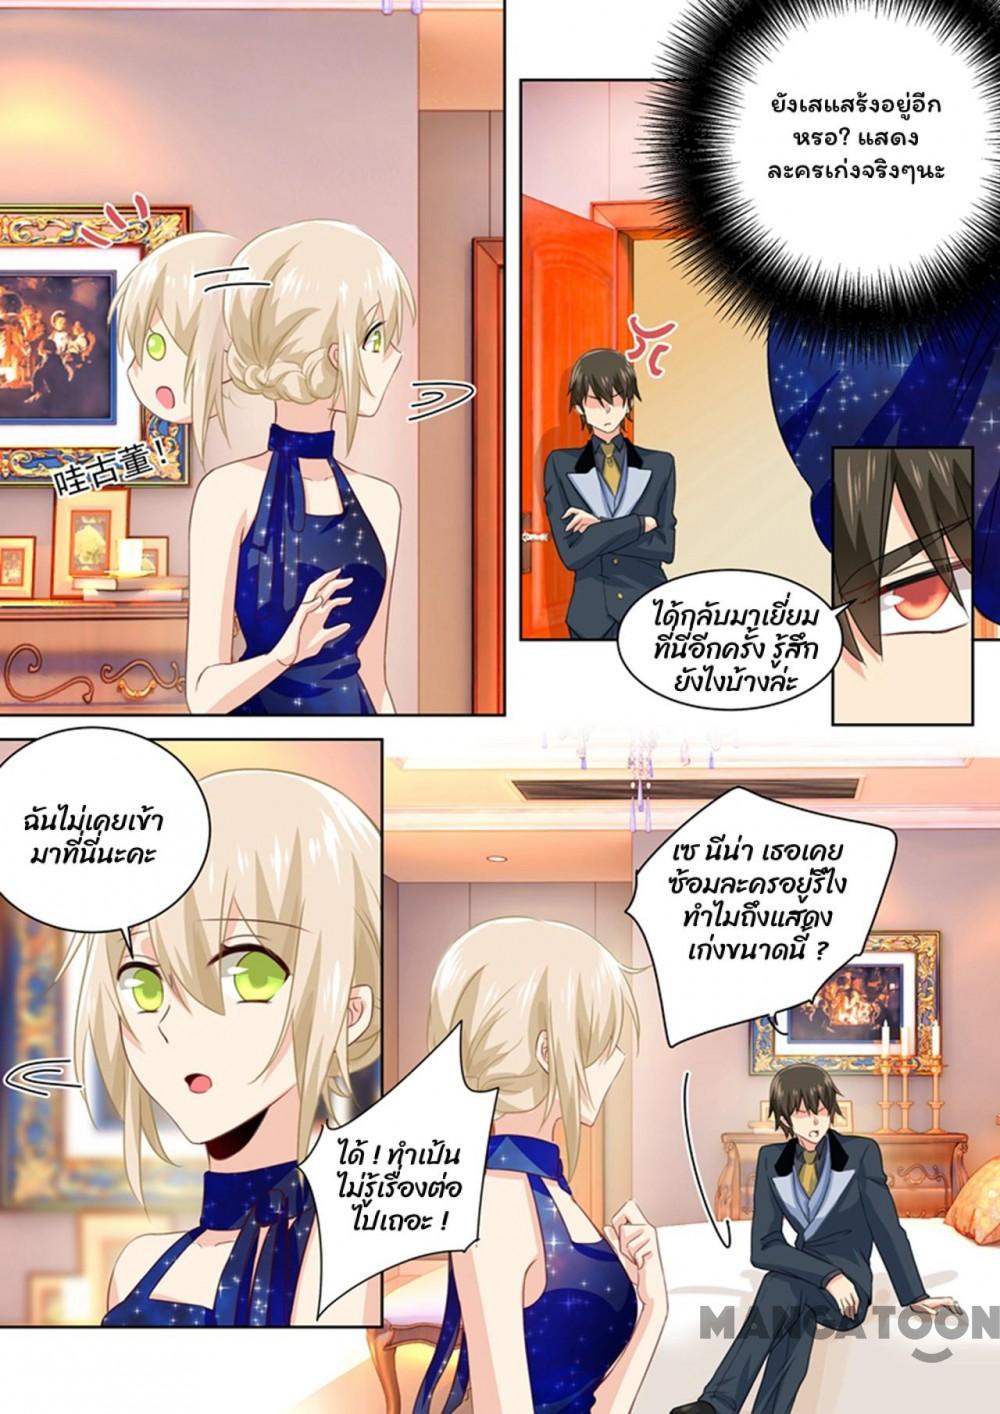 ยังเสแสร้งอยู่อีก
หรอ? แสดง
ละครเก่งจริงๆนะ
哇古董！
ได้กลับมาเยี่ยม
ที่นี่อีกครั้ง รู้สึก
ยังไงบ้างล่ะ
ฉันไม่เคยเข้า
มาที่นี่นะคะ
เซ นีน่า เธอเคย
ซ้อมละครอยู่รึไง
ทำไมถึงแสดง
เก่งขนาดนี้ ?
ได้ ! ทำเป็น
ไม่รู้เรื่องต่อ
ไปเถอะ !
MANGATOON